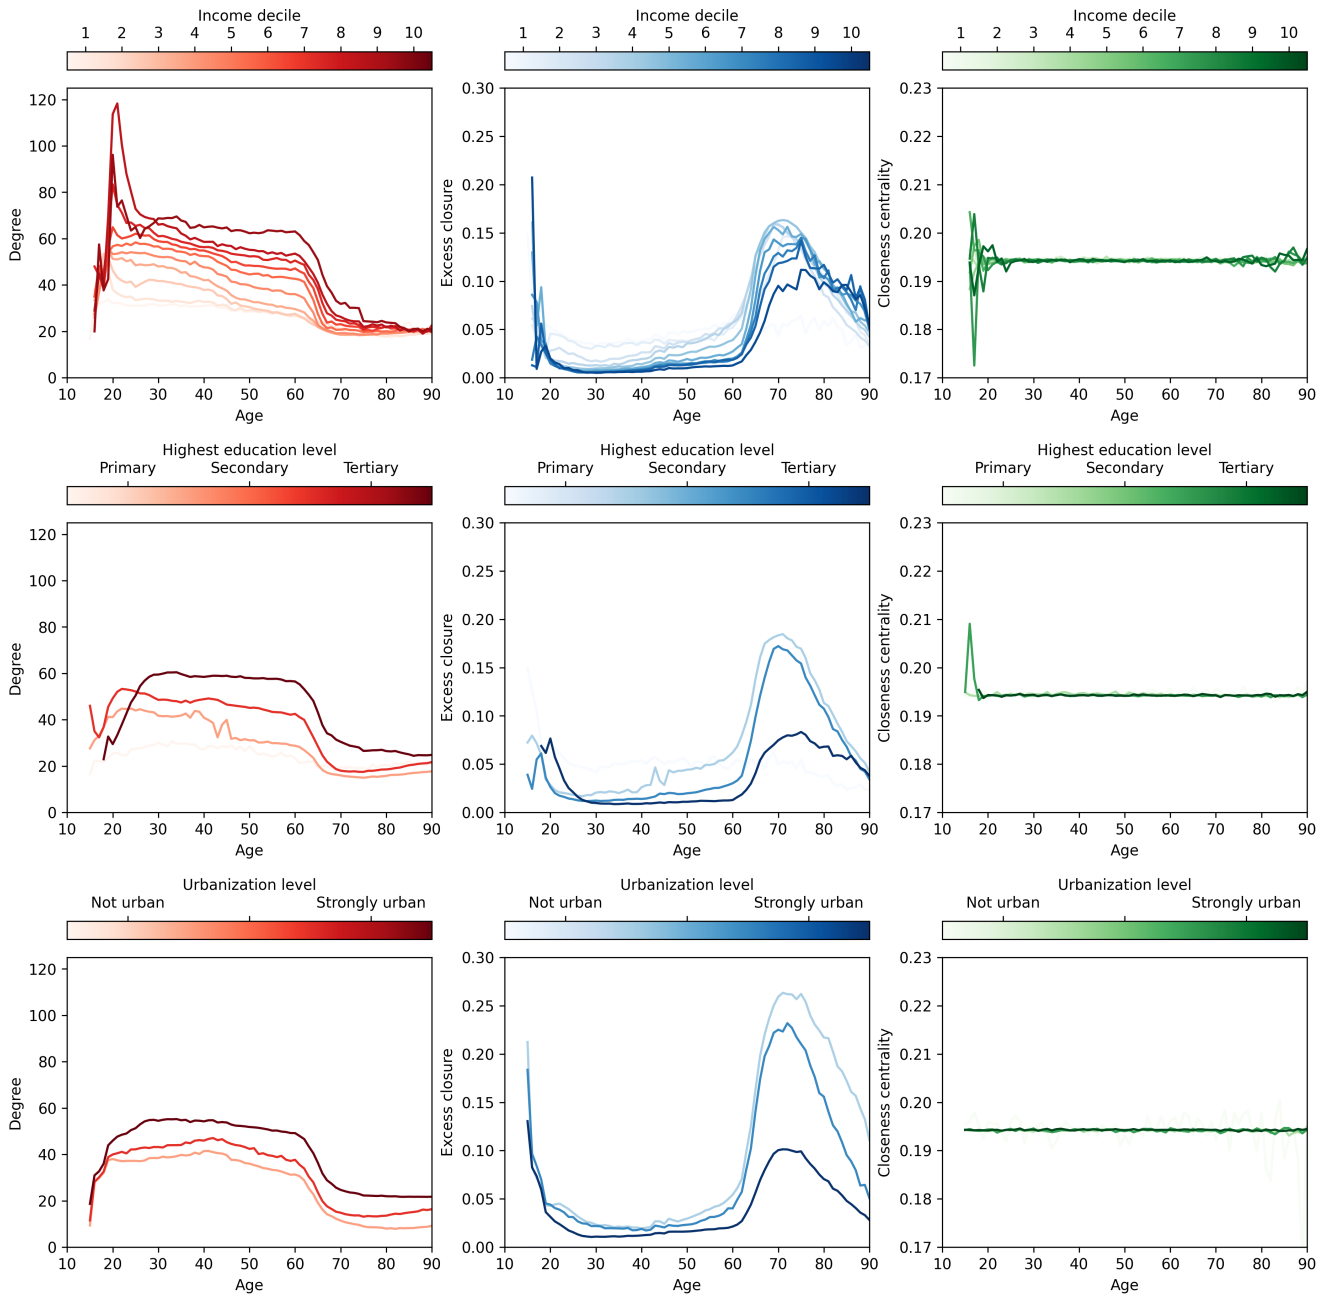 Income decile
1 2 3 4 5 6 7 8 9 10
Degree
0 20 40 60 80 100 120
10 20 30 40 50 60 70 80 90
Age
Income decile
1 2 3 4 5 6 7 8 9 10
Excess closure
0.00 0.05 0.10 0.15 0.20 0.25 0.30
10 20 30 40 50 60 70 80 90
Age
Income decile
1 2 3 4 5 6 7 8 9 10
Closeness centrality
0.17 0.18 0.19 0.20 0.21 0.22 0.23
10 20 30 40 50 60 70 80 90
Age
Highest education level
Primary Secondary Tertiary
Degree
0 20 40 60 80 100 120
10 20 30 40 50 60 70 80 90
Age
Highest education level
Primary Secondary Tertiary
Excess closure
0.00 0.05 0.10 0.15 0.20 0.25 0.30
10 20 30 40 50 60 70 80 90
Age
Highest education level
Primary Secondary Tertiary
Closeness centrality
0.17 0.18 0.19 0.20 0.21 0.22 0.23
10 20 30 40 50 60 70 80 90
Age
Urbanization level
Not urban Strongly urban
Degree
0 20 40 60 80 100 120
10 20 30 40 50 60 70 80 90
Age
Urbanization level
Not urban Strongly urban
Excess closure
0.00 0.05 0.10 0.15 0.20 0.25 0.30
10 20 30 40 50 60 70 80 90
Age
Urbanization level
Not urban Strongly urban
Closeness centrality
0.17 0.18 0.19 0.20 0.21 0.22 0.23
10 20 30 40 50 60 70 80 90
Age